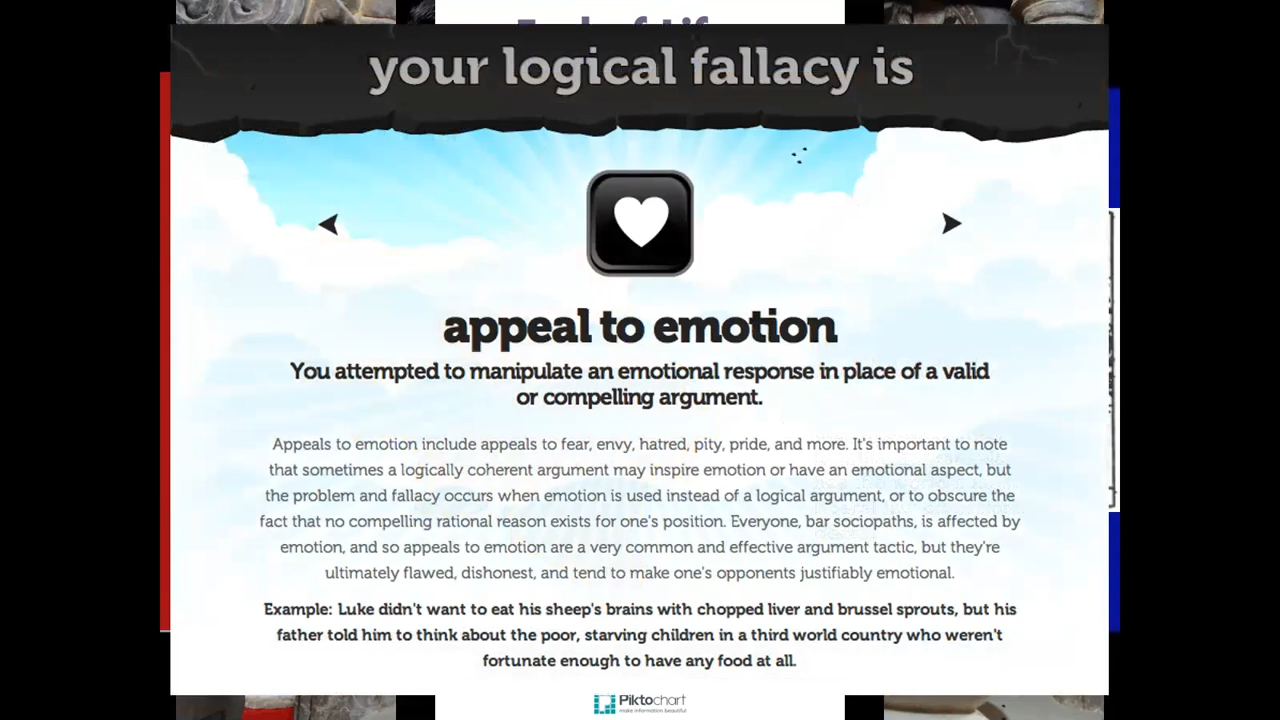 your logical fallacy is
appeal to emotion
You attempted to manipulate an emotional response in place of a valid
or compelling argument.
Appeals to emotion include appeals to fear, envy, hatred, pity, pride, and more. It's important to note
that sometimes a logically coherent argument may inspire emotion or have an emotional aspect, but
the problem and fallacy occurs when emotion is used instead of a logical argument, or to obscure the
fact that no compelling rational reason exists for one's position. Everyone, bar sociopaths, is affected by
emotion, and so appeals to emotion are a very common and effective argument tactic, but they're
ultimately flawed, dishonest, and tend to make one's opponents justifiably emotional.
Example: Luke didn't want to eat his sheep's brains with chopped liver and brussel sprouts, but his
father told him to think about the poor, starving children in a third world country who weren't
fortunate enough to have any food at all.
Piktochart
make information beautiful